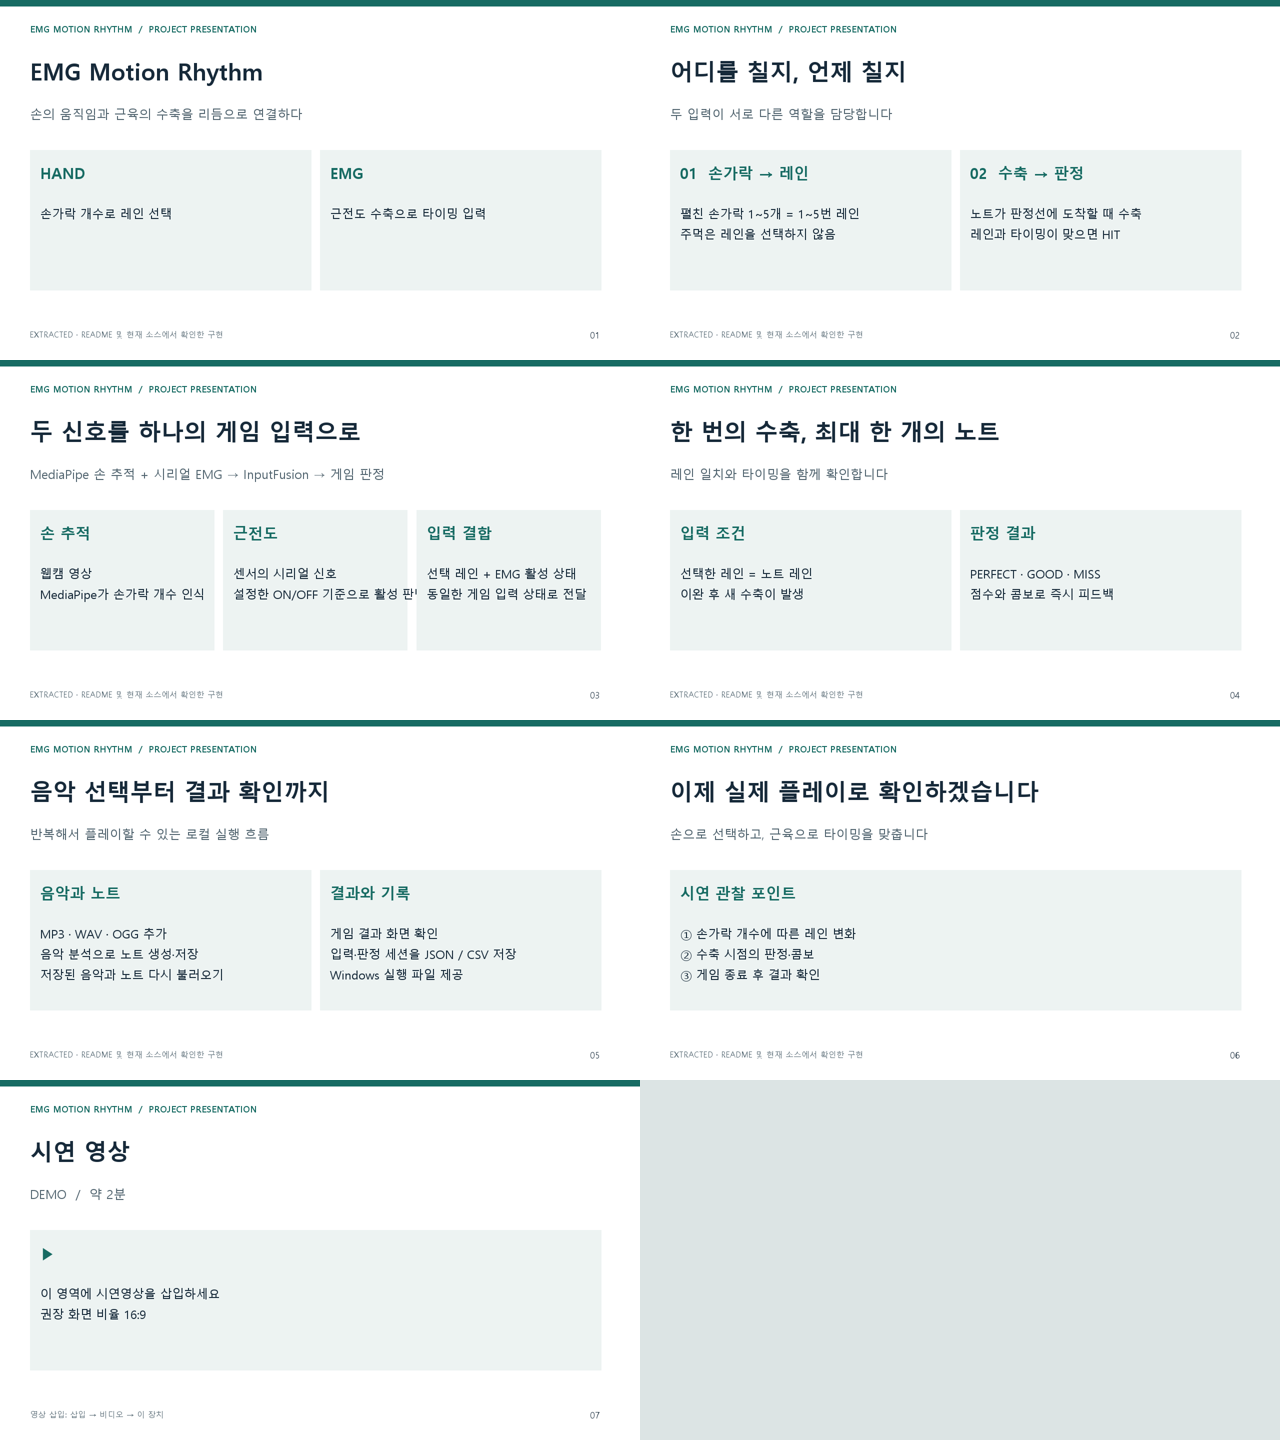 EMG MOTION RHYTHM / PROJECT PRESENTATION
EMG Motion Rhythm
손의 움직임과 근육의 수축을 리듬으로 연결하다
HAND
손가락 개수로 레인 선택
EMG
근전도 수축으로 타이밍 입력
EXTRACTED · README 및 현재 소스에서 확인한 구현
01
EMG MOTION RHYTHM / PROJECT PRESENTATION
어디를 칠지, 언제 칠지
두 입력이 서로 다른 역할을 담당합니다
01 손가락 → 레인
펼친 손가락 1~5개 = 1~5번 레인
주먹은 레인을 선택하지 않음
02 수축 → 판정
노트가 판정선에 도착할 때 수축
레인과 타이밍이 맞으면 HIT
EXTRACTED · README 및 현재 소스에서 확인한 구현
02
EMG MOTION RHYTHM / PROJECT PRESENTATION
두 신호를 하나의 게임 입력으로
MediaPipe 손 추적 + 시리얼 EMG → InputFusion → 게임 판정
손 추적
웹캠 영상
MediaPipe가 손가락 개수 인식
근전도
센서의 시리얼 신호
설정한 ON/OFF 기준으로 활성
입력 결합
선택 레인 + EMG 활성 상태
동일한 게임 입력 상태로 전달
EXTRACTED · README 및 현재 소스에서 확인한 구현
03
EMG MOTION RHYTHM / PROJECT PRESENTATION
한 번의 수축, 최대 한 개의 노트
레인 일치와 타이밍을 함께 확인합니다
입력 조건
선택한 레인 = 노트 레인
이완 후 새 수축이 발생
판정 결과
PERFECT · GOOD · MISS
점수와 콤보로 즉시 피드백
EXTRACTED · README 및 현재 소스에서 확인한 구현
04
EMG MOTION RHYTHM / PROJECT PRESENTATION
음악 선택부터 결과 확인까지
반복해서 플레이할 수 있는 로컬 실행 흐름
음악과 노트
MP3 · WAV · OGG 추가
음악 분석으로 노트 생성·저장
저장된 음악과 노트 다시 불러오기
결과와 기록
게임 결과 화면 확인
입력·판정 세션을 JSON / CSV 저장
Windows 실행 파일 제공
EXTRACTED · README 및 현재 소스에서 확인한 구현
05
EMG MOTION RHYTHM / PROJECT PRESENTATION
이제 실제 플레이로 확인하겠습니다
손으로 선택하고, 근육으로 타이밍을 맞춥니다
시연 관찰 포인트
① 손가락 개수에 따른 레인 변화
② 수축 시점의 판정·콤보
③ 게임 종료 후 결과 확인
EXTRACTED · README 및 현재 소스에서 확인한 구현
06
EMG MOTION RHYTHM / PROJECT PRESENTATION
시연 영상
DEMO / 약 2분
▶
이 영역에 시연영상을 삽입하세요
권장 화면 비율 16:9
영상 삽입: 삽입 → 비디오 → 이 장치
07